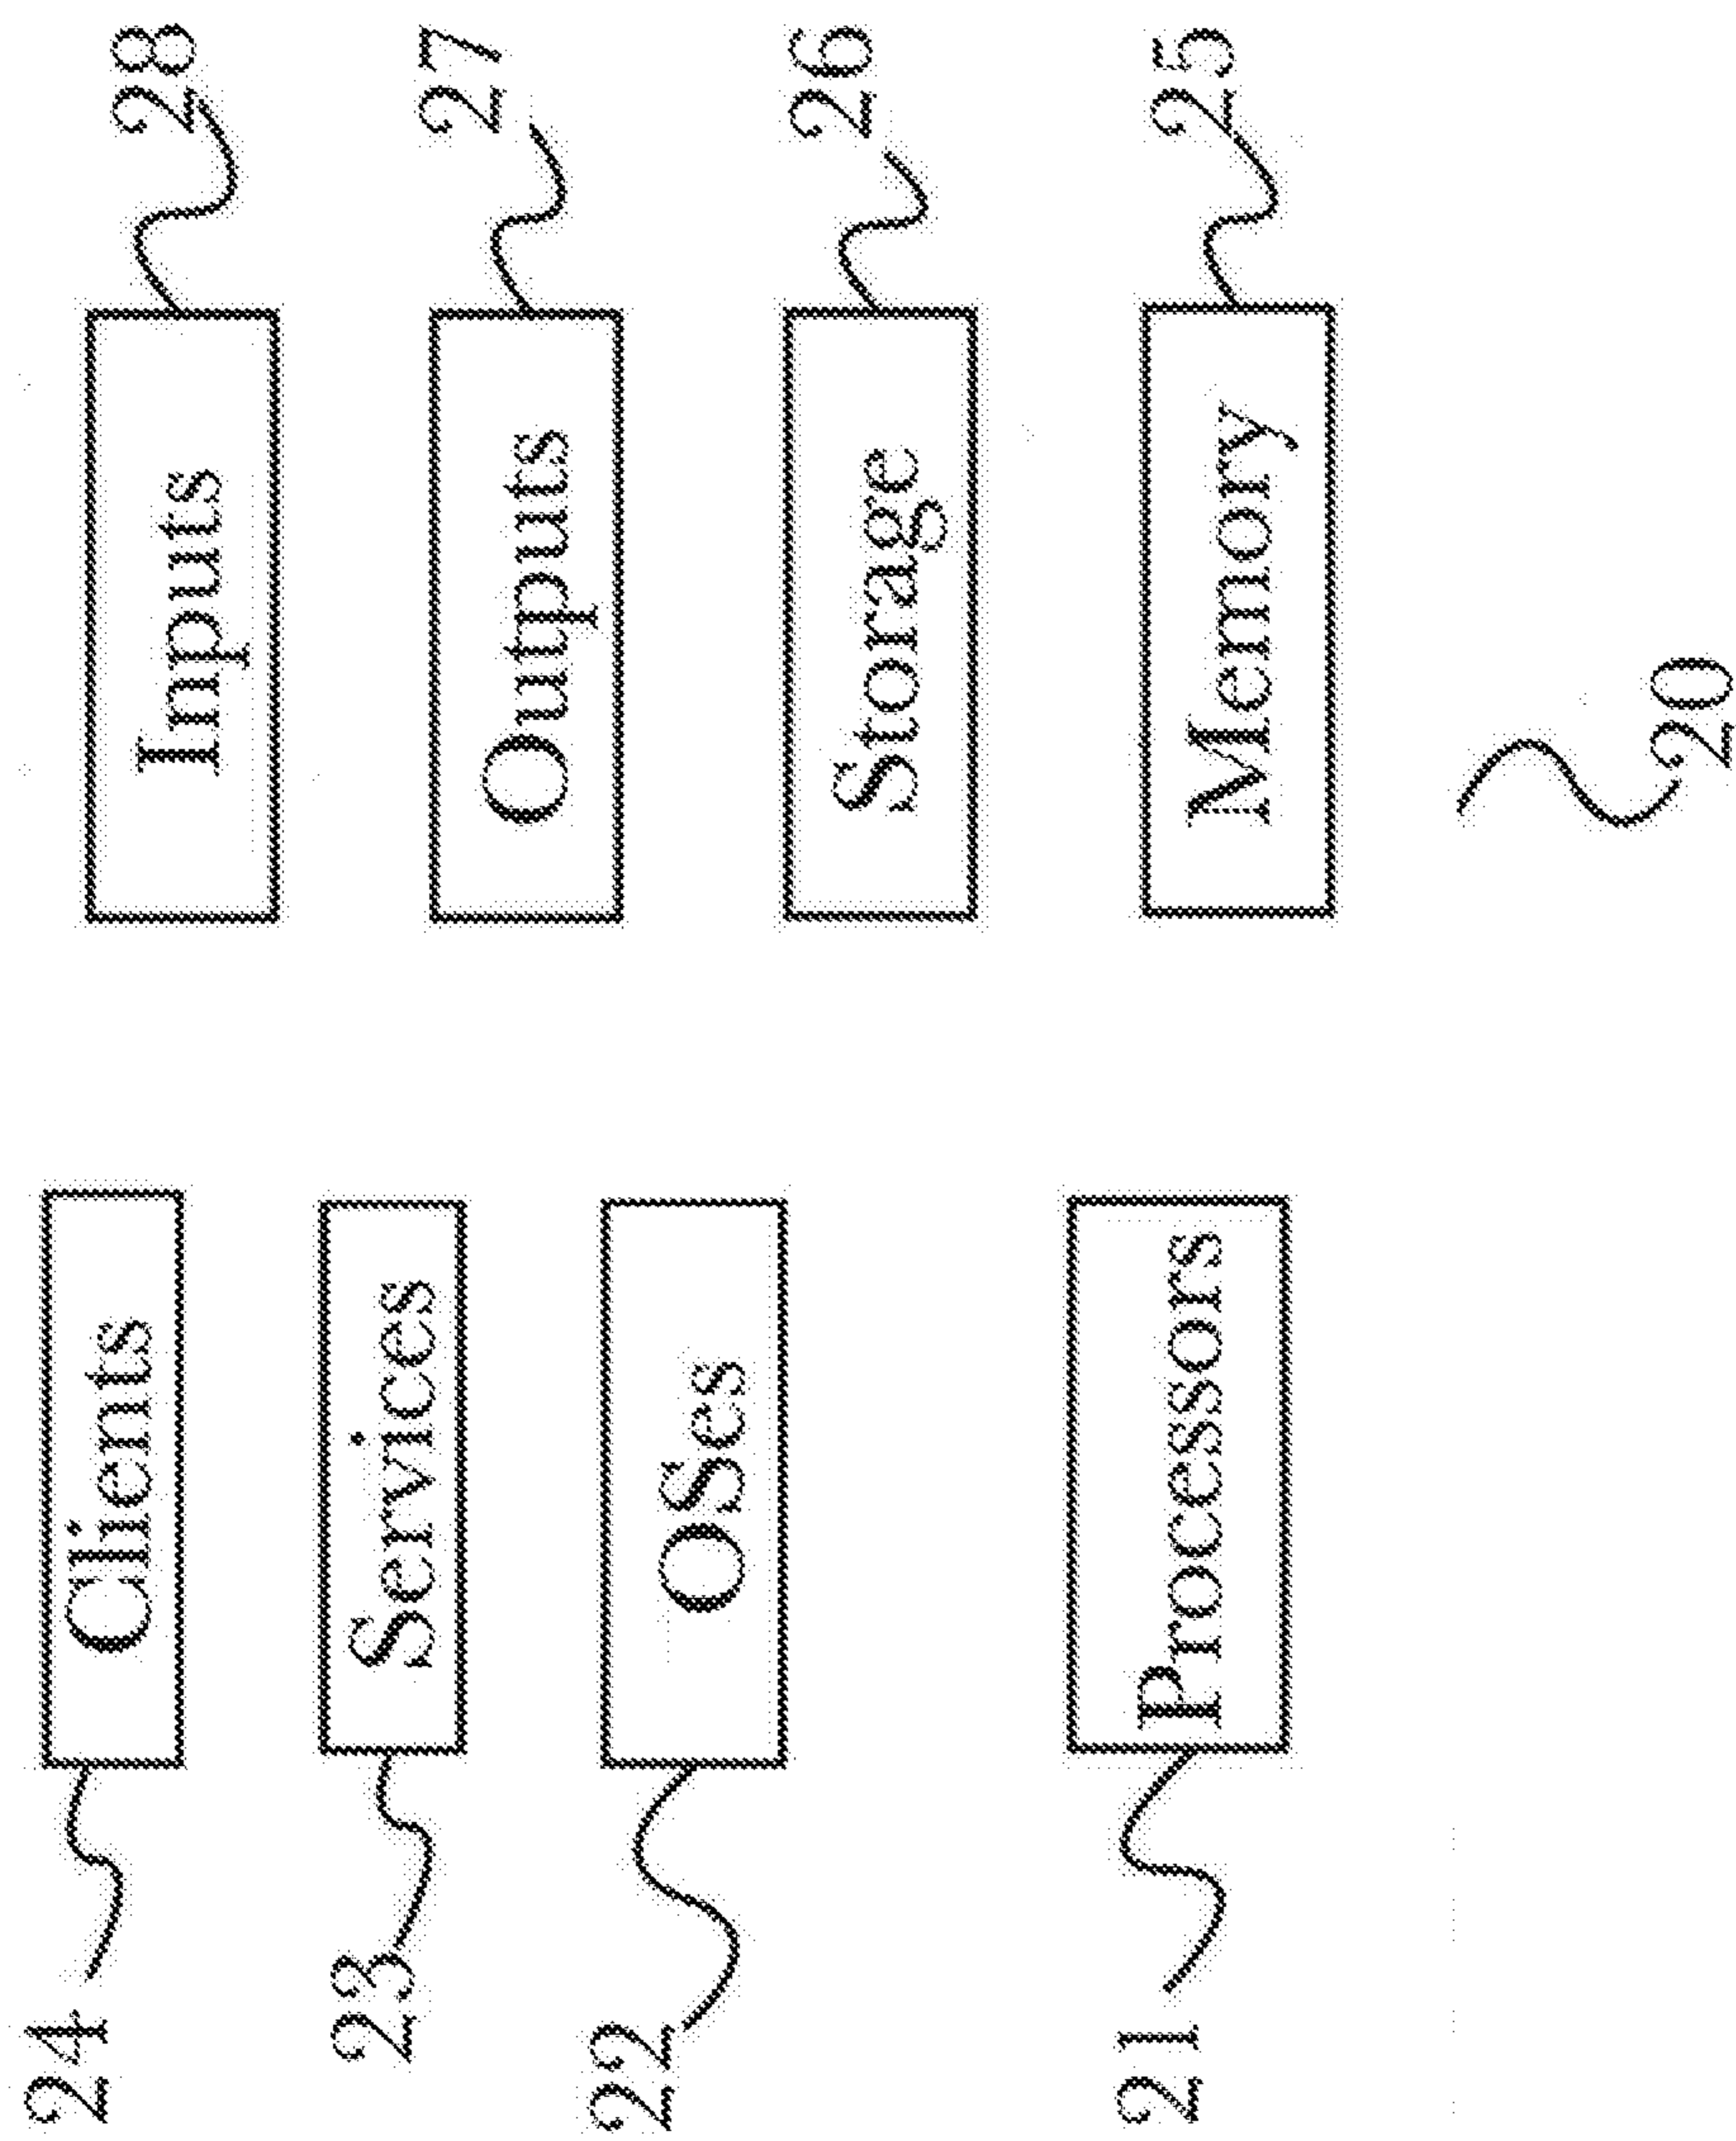 24 Clients Inputs 28
23 Services Outputs 27
22 OSes Storage 26
21 Processors Memory 25
20